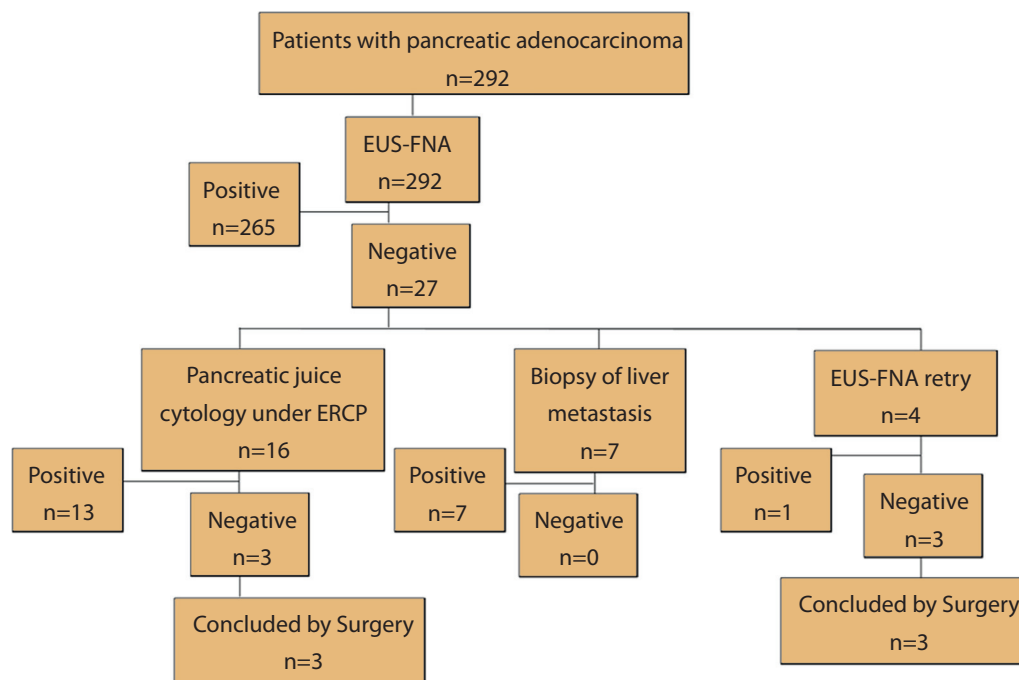 Patients with pancreatic adenocarcinoma
n=292
EUS-FNA
n=292
Positive
n=265
Negative
n=27
Pancreatic juice
cytology under ERCP
n=16
Biopsy of liver
metastasis
n=7
EUS-FNA retry
n=4
Positive
n=13
Negative
n=3
Positive
n=7
Negative
n=0
Positive
n=1
Negative
n=3
Concluded by Surgery
n=3
Concluded by Surgery
n=3